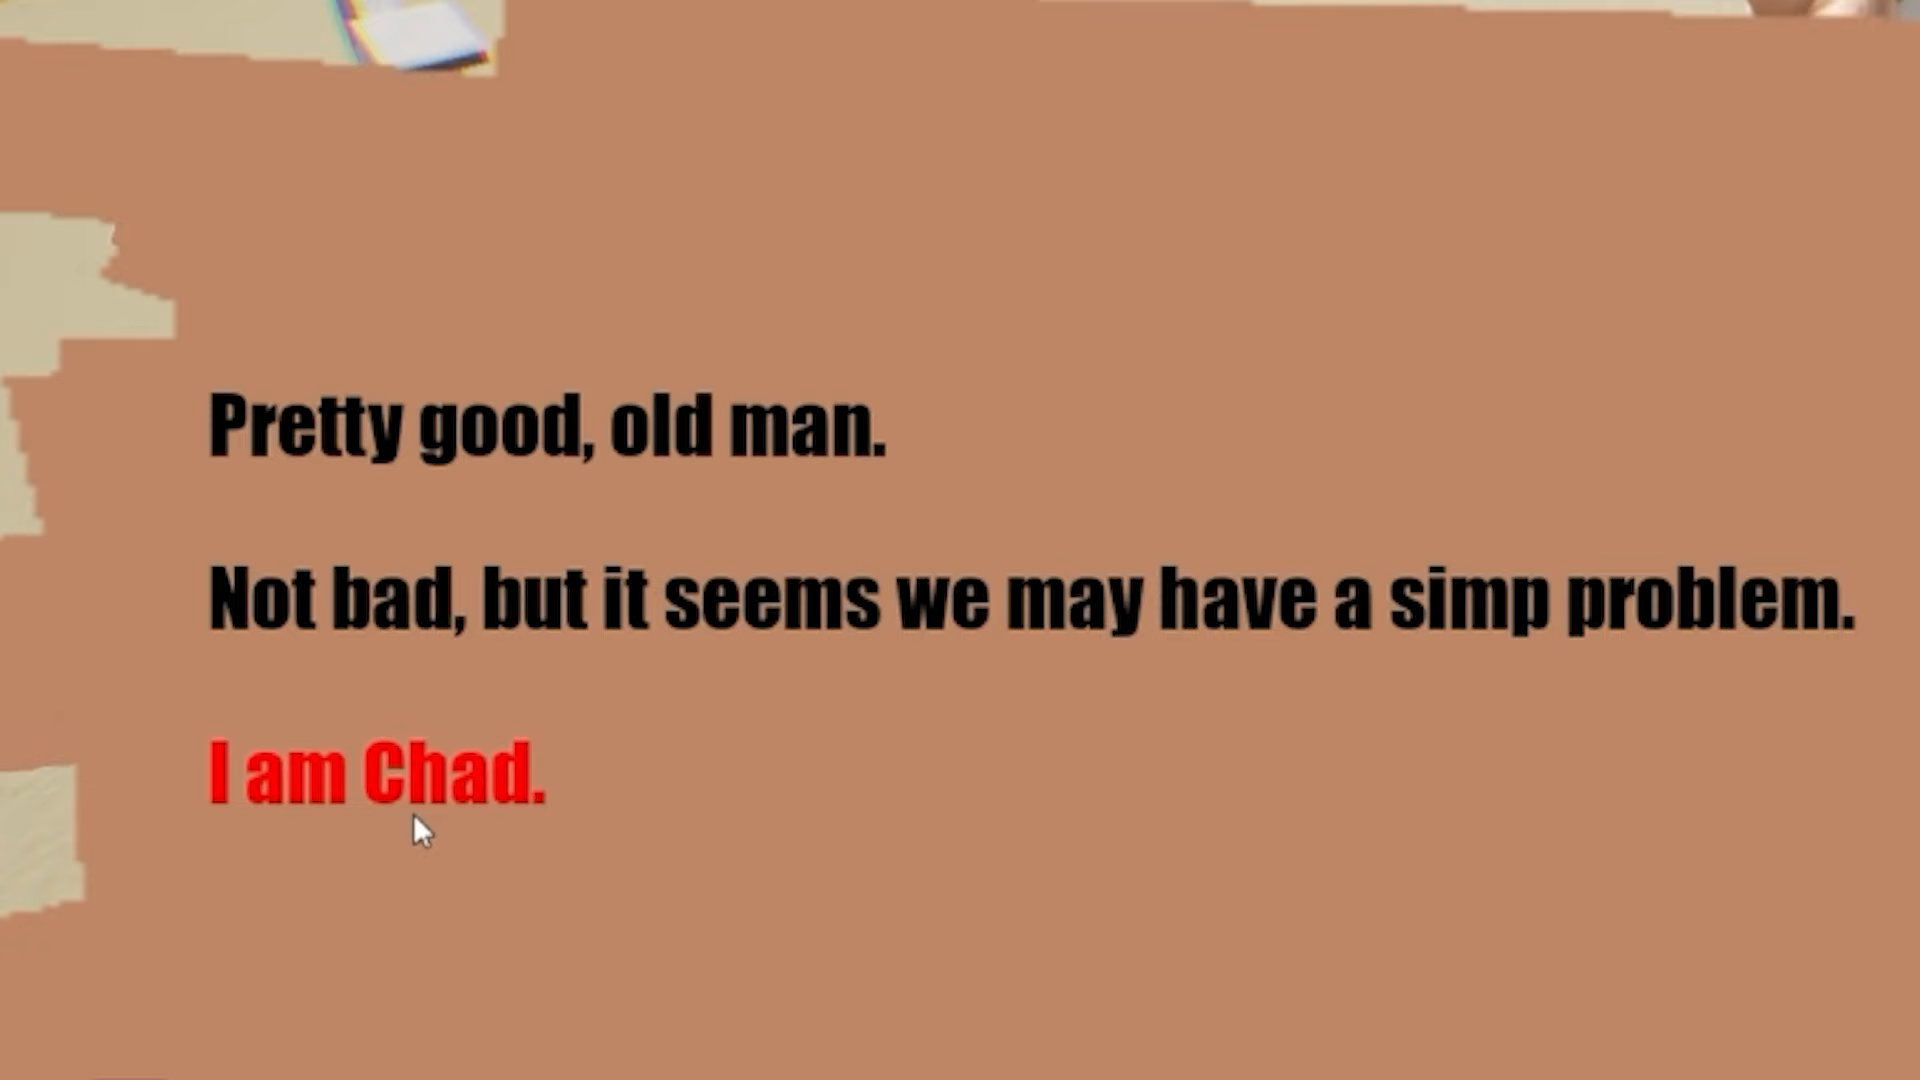 Pretty good, old man.
Not bad, but it seems we may have a simp problem.
I am Chad.